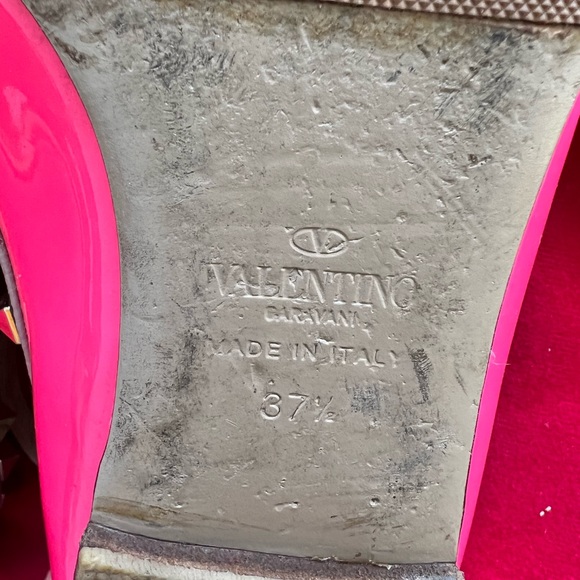 V
VALENTINO
GARAVANI
MADE IN ITALY
37½